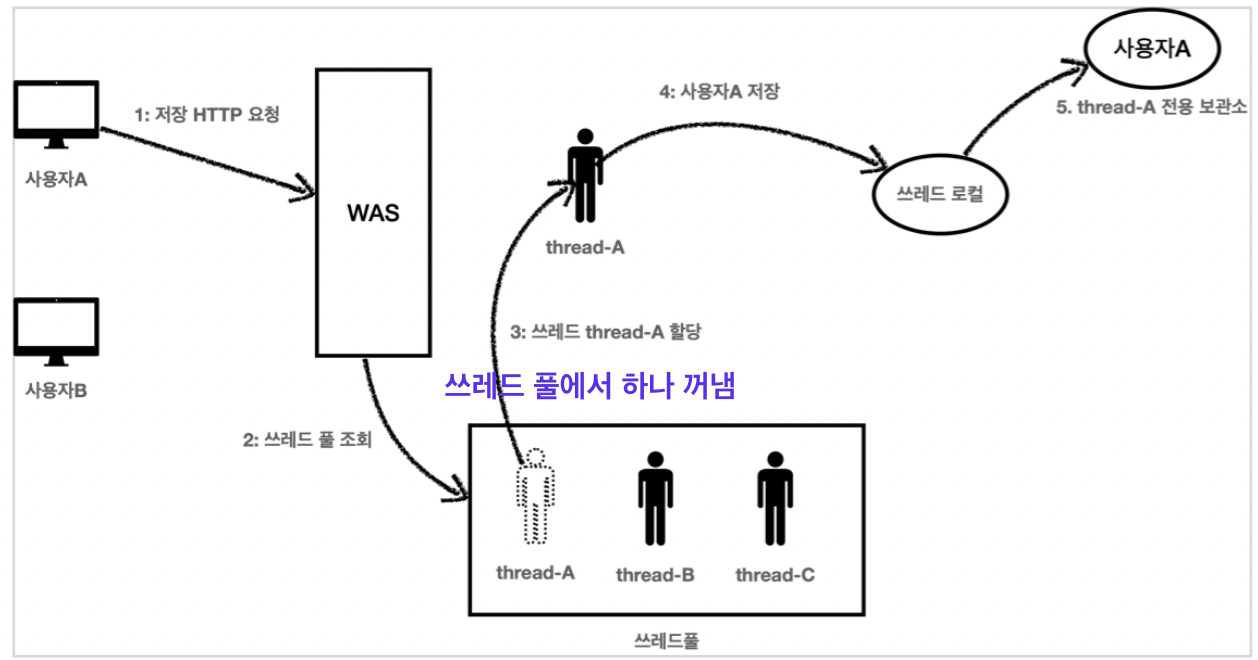 사용자A
4: 사용자A 저장
5. thread-A 전용 보관소
1: 저장 HTTP 요청
사용자A
WAS
쓰레드 로컬
thread-A
3: 쓰레드 thread-A 할당
사용자B
쓰레드 풀에서 하나 꺼냄
2: 쓰레드 풀 조회
thread-A
thread-B
thread-C
쓰레드풀